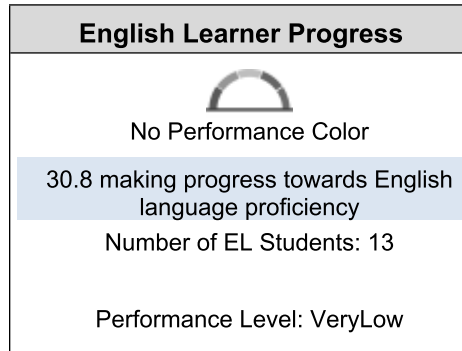 English Learner Progress
No Performance Color
30.8 making progress towards English
language proficiency
Number of EL Students: 13
Performance Level: VeryLow